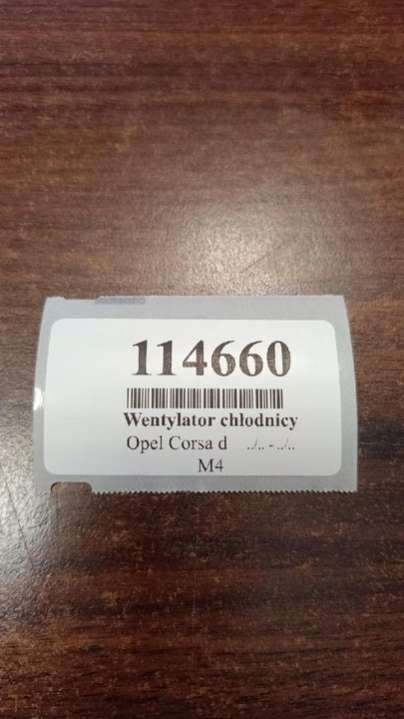 114660
Wentylator chłodnicy
Opel Corsa d ../.. - ../..
M4